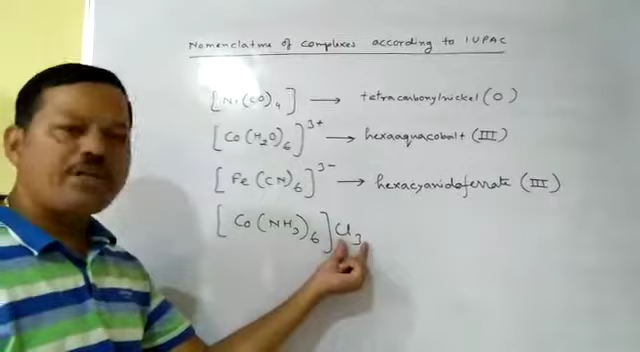 Nomenclature of complexes according to IUPAC
[Ni(CO)4] → tetracarbonylnickel(O)
[Co(H2O)6]3+ → hexaaquacobalt(III)
[Fe(CN)6]3- → hexacyanidoferrate(III)
[Co(NH3)6]Cl3